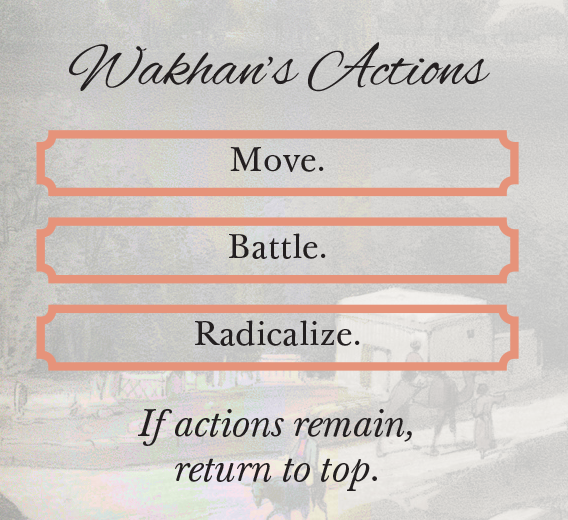 Wakhan's Actions
Move.
Battle.
Radicalize.
If actions remain,
return to top.